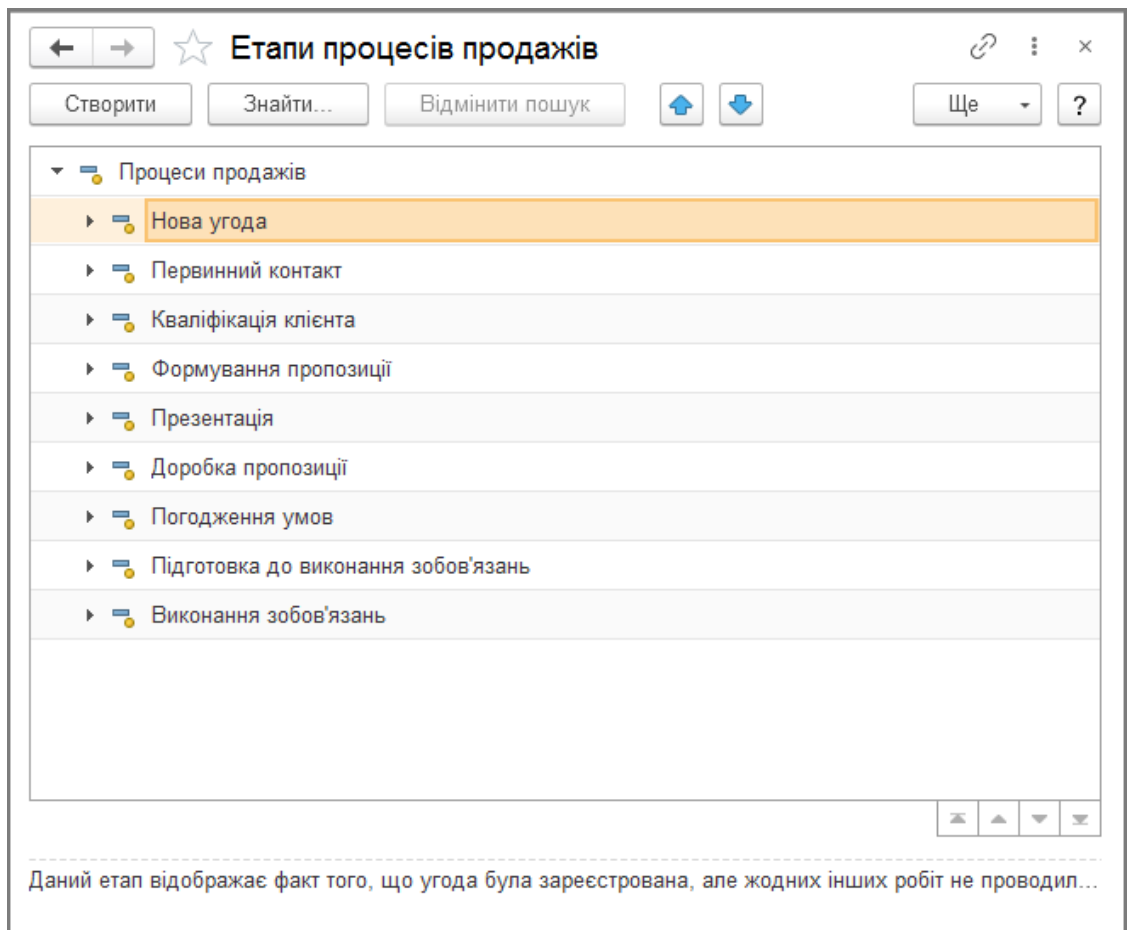 Етапи процесів продажів
Створити Знайти... Відмінити пошук Ще ?
Процеси продажів
Нова угода
Первинний контакт
Кваліфікація клієнта
Формування пропозиції
Презентація
Доробка пропозиції
Погодження умов
Підготовка до виконання зобов'язань
Виконання зобов'язань
Даний етап відображає факт того, що угода була зареєстрована, але жодних інших робіт не проводил...